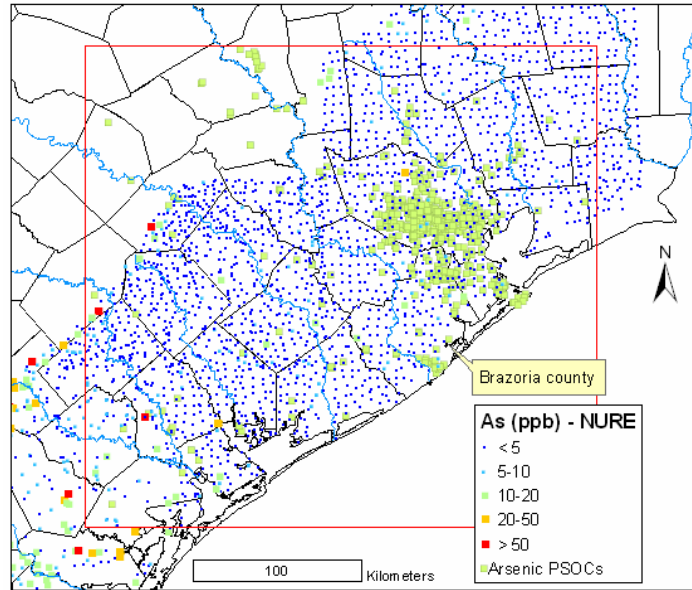 N
Brazoria county
As (ppb) - NURE
<5
5-10
10-20
20-50
>50
Arsenic PSOCs
100
Kilometers